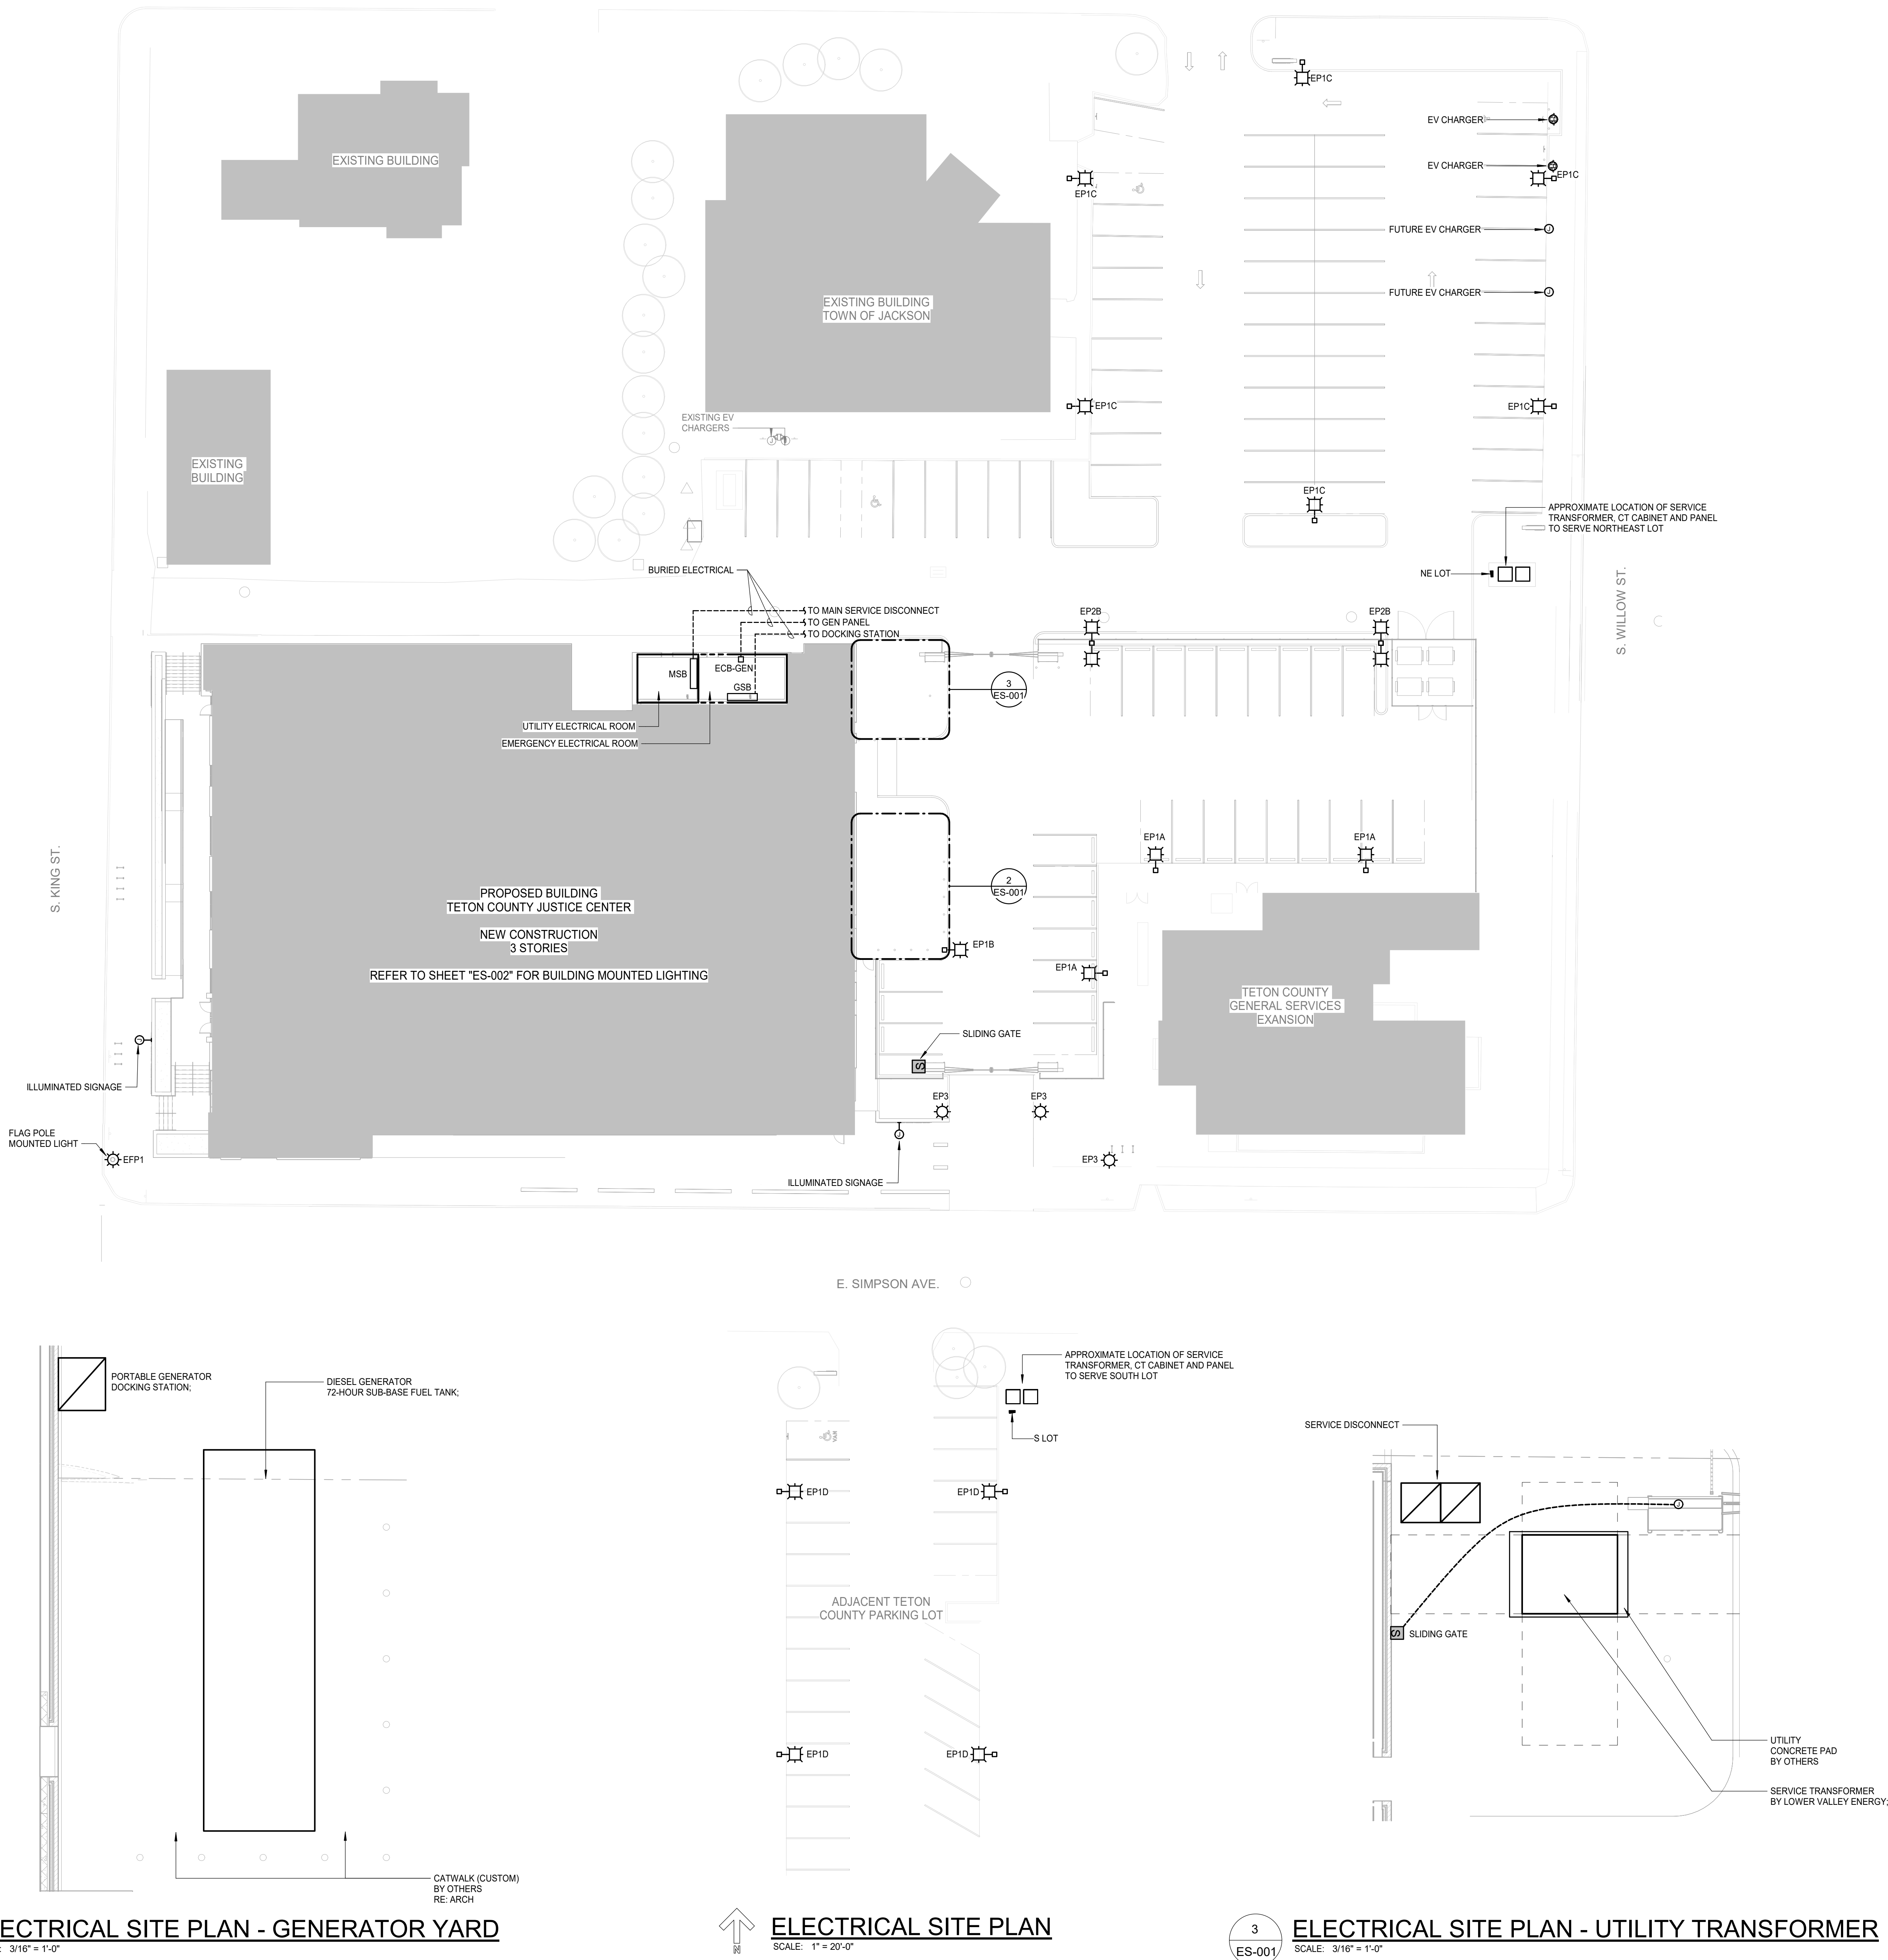 EP1C
EV CHARGER
EXISTING BUILDING
EV CHARGER
EP1C
EP1C
FUTURE EV CHARGER
J
FUTURE EV CHARGER
J
EXISTING BUILDING
TOWN OF JACKSON
EP1C
EP1C
EXISTING EV
CHARGERS
J
J
EXISTING
BUILDING
EP1C
APPROXIMATE LOCATION OF SERVICE
TRANSFORMER, CT CABINET AND PANEL
TO SERVE NORTHEAST LOT
BURIED ELECTRICAL
NE LOT
S. WILLOW ST.
TO MAIN SERVICE DISCONNECT
TO GEN PANEL
TO DOCKING STATION
EP2B
EP2B
MSB
ECB-GEN
GSB
3
ES-001
UTILITY ELECTRICAL ROOM
EMERGENCY ELECTRICAL ROOM
EP1A
EP1A
S. KING ST.
2
ES-001
PROPOSED BUILDING
TETON COUNTY JUSTICE CENTER
NEW CONSTRUCTION
3 STORIES
REFER TO SHEET "ES-002" FOR BUILDING MOUNTED LIGHTING
EP1B
EP1A
TETON COUNTY
GENERAL SERVICES
EXANSION
SLIDING GATE
S
J
ILLUMINATED SIGNAGE
EP3
EP3
FLAG POLE
MOUNTED LIGHT
EFP1
J
EP3
ILLUMINATED SIGNAGE
E. SIMPSON AVE.
PORTABLE GENERATOR
DOCKING STATION;
DIESEL GENERATOR
72-HOUR SUB-BASE FUEL TANK;
CATWALK (CUSTOM)
BY OTHERS
RE: ARCH
APPROXIMATE LOCATION OF SERVICE
TRANSFORMER, CT CABINET AND PANEL
TO SERVE SOUTH LOT
S LOT
VAN
EP1D
EP1D
ADJACENT TETON
COUNTY PARKING LOT
EP1D
EP1D
SERVICE DISCONNECT
J
S
SLIDING GATE
UTILITY
CONCRETE PAD
BY OTHERS
SERVICE TRANSFORMER
BY LOWER VALLEY ENERGY;
ECTRICAL SITE PLAN - GENERATOR YARD
: 3/16" = 1'-0"
N
ELECTRICAL SITE PLAN
SCALE: 1" = 20'-0"
3
ES-001
ELECTRICAL SITE PLAN - UTILITY TRANSFORMER
SCALE: 3/16" = 1'-0"